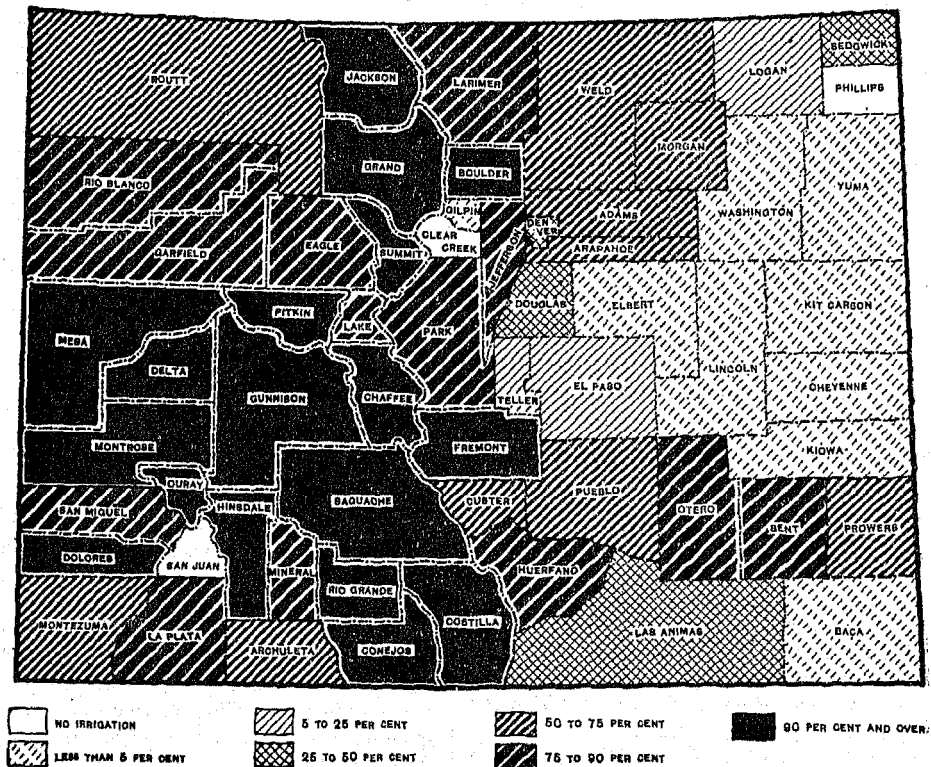 JACKSON
LARIMER
ROUTT
WELD
LOGAN
SEDGWICK
PHILLIPS
MORGAN
GRAND
BOULDER
RIO BLANCO
YUMA
GILPIN
WASHINGTON
ADAMS
DEN-
VER
CLEAR
CREEK
JEFFERSON
ARAPAHOE
GARFIELD
EAGLE
SUMMIT
DOUGLAS
ELBERT
KIT CARSON
PITKIN
LAKE
PARK
MESA
DELTA
LINCOLN
GUNNISON
CHAFFEE
TELLER
EL PASO
CHEYENNE
MONTROSE
FREMONT
KIOWA
OURAY
SAN MIGUEL
HINSDALE
SAGUACHE
CUSTER
PUEBLO
OTERO
BENT
PROWERS
DOLORES
SAN JUAN
MINERAL
RIO GRANDE
HUERFANO
COSTILLA
MONTEZUMA
LA PLATA
ARCHULETA
CONEJOS
LAS ANIMAS
BACA
NO IRRIGATION
5 TO 25 PER CENT
50 TO 75 PER CENT
90 PER CENT AND OVER.
LESS THAN 5 PER CENT
25 TO 50 PER CENT
75 TO 90 PER CENT